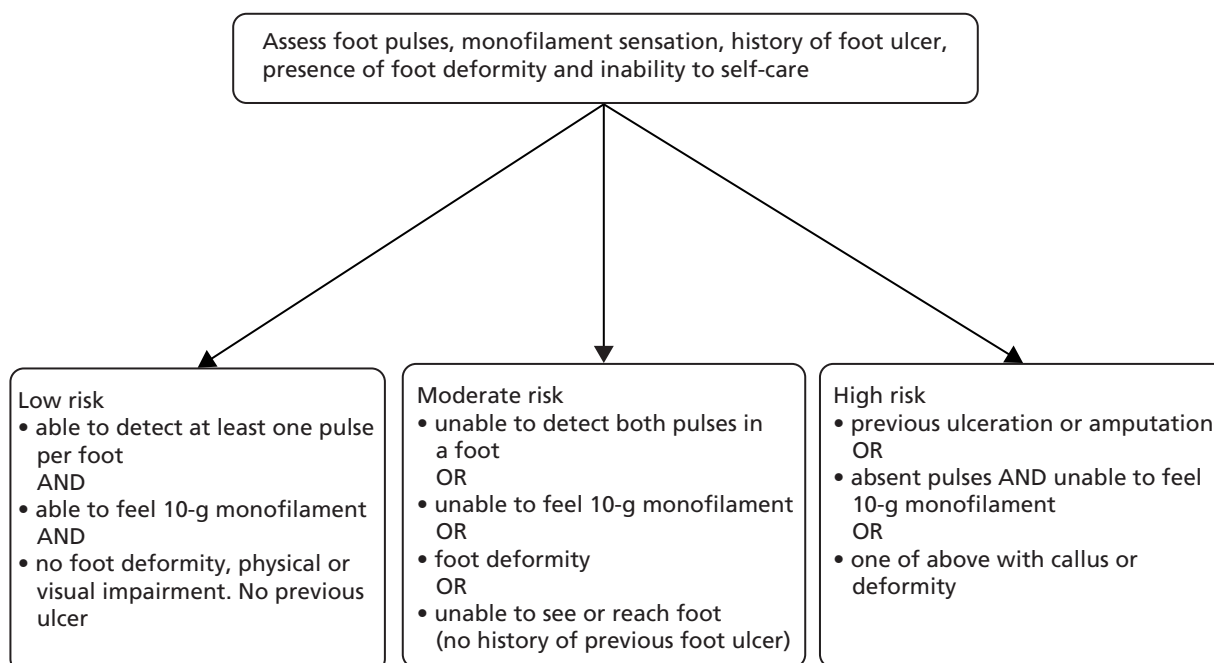 Assess foot pulses, monofilament sensation, history of foot ulcer,
presence of foot deformity and inability to self-care
Low risk
• able to detect at least one pulse
per foot
AND
• able to feel 10-g monofilament
AND
• no foot deformity, physical or
visual impairment. No previous
ulcer
Moderate risk
• unable to detect both pulses in
a foot
OR
• unable to feel 10-g monofilament
OR
• foot deformity
OR
• unable to see or reach foot
(no history of previous foot ulcer)
High risk
• previous ulceration or amputation
OR
• absent pulses AND unable to feel
10-g monofilament
OR
• one of above with callus or
deformity